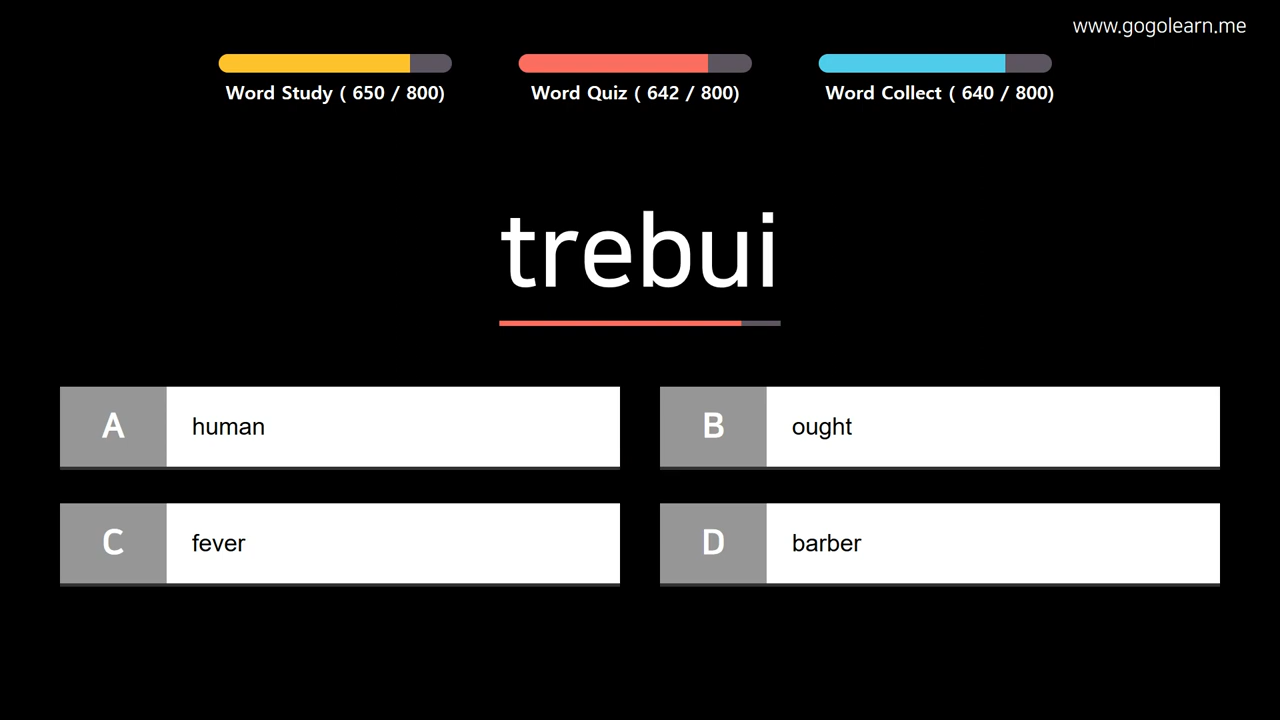 www.gogolearn.me
Word Study ( 650 / 800)
Word Quiz ( 642 / 800)
Word Collect ( 640 / 800)
trebui
A human
B ought
C fever
D barber